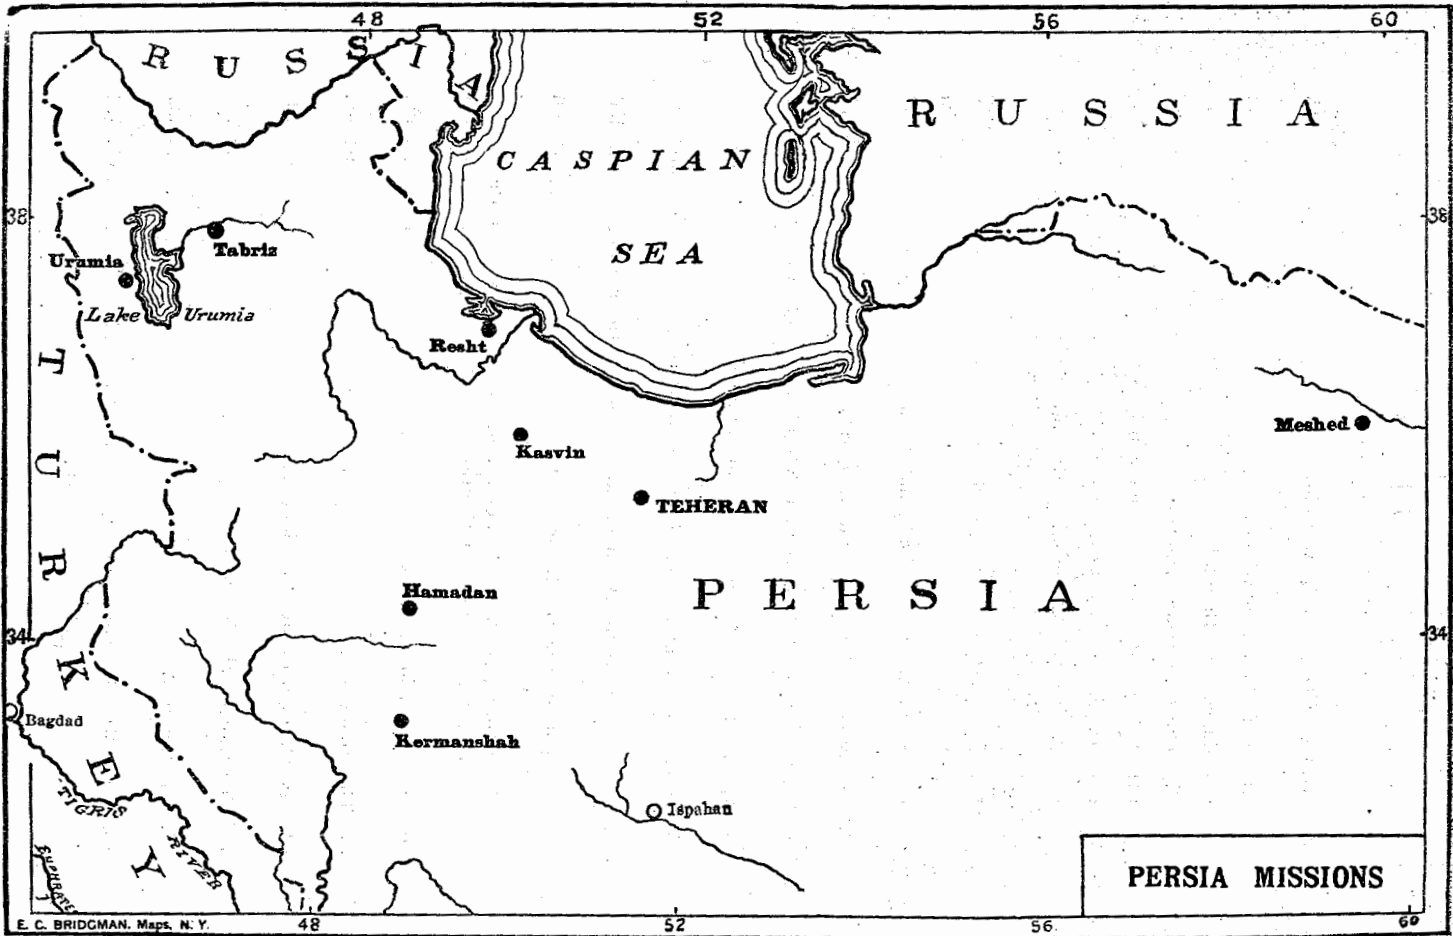 48 52 56 60
RUSSIA
RUSSIA
CASPIAN
SEA
38 38
Tabriz
Urumia
Lake Urumia
Resht
Meshed
Kasvin
TEHERAN
TURKEY
Hamadan
PERSIA
34 34
Bagdad
Kermanshah
TIGRIS
RIVER
Ispahan
EUPHRATES
PERSIA MISSIONS
E. C. BRIDGMAN. Maps, N. Y.
48 52 56 60